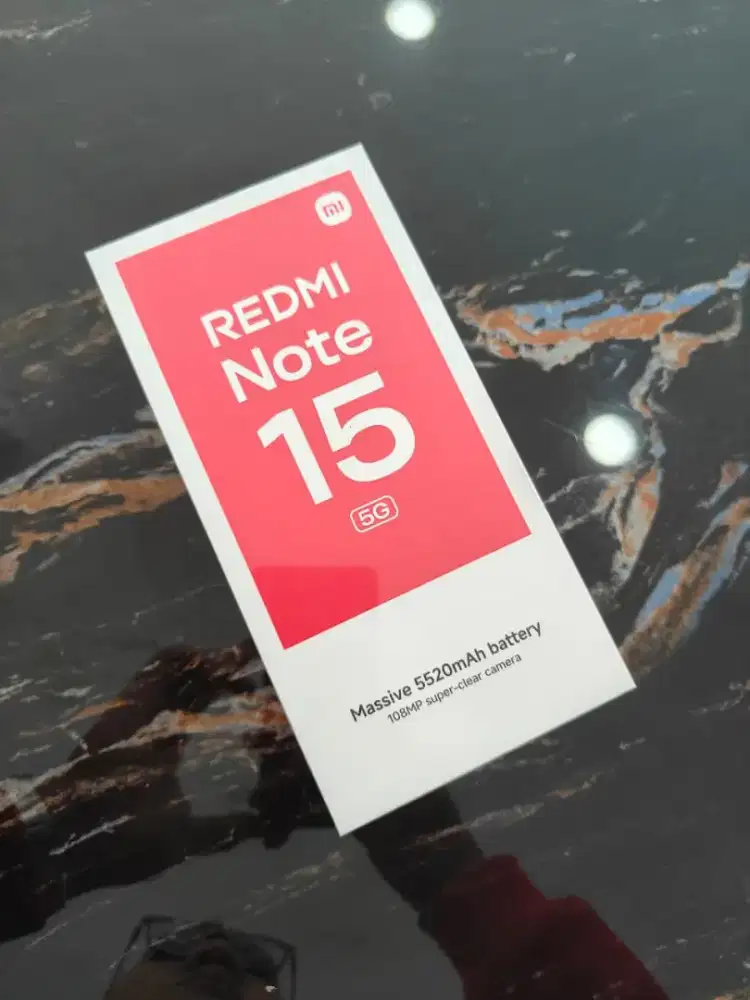 mi
REDMI
Note
15
5G
Massive 5520mAh battery
108MP super-clear camera